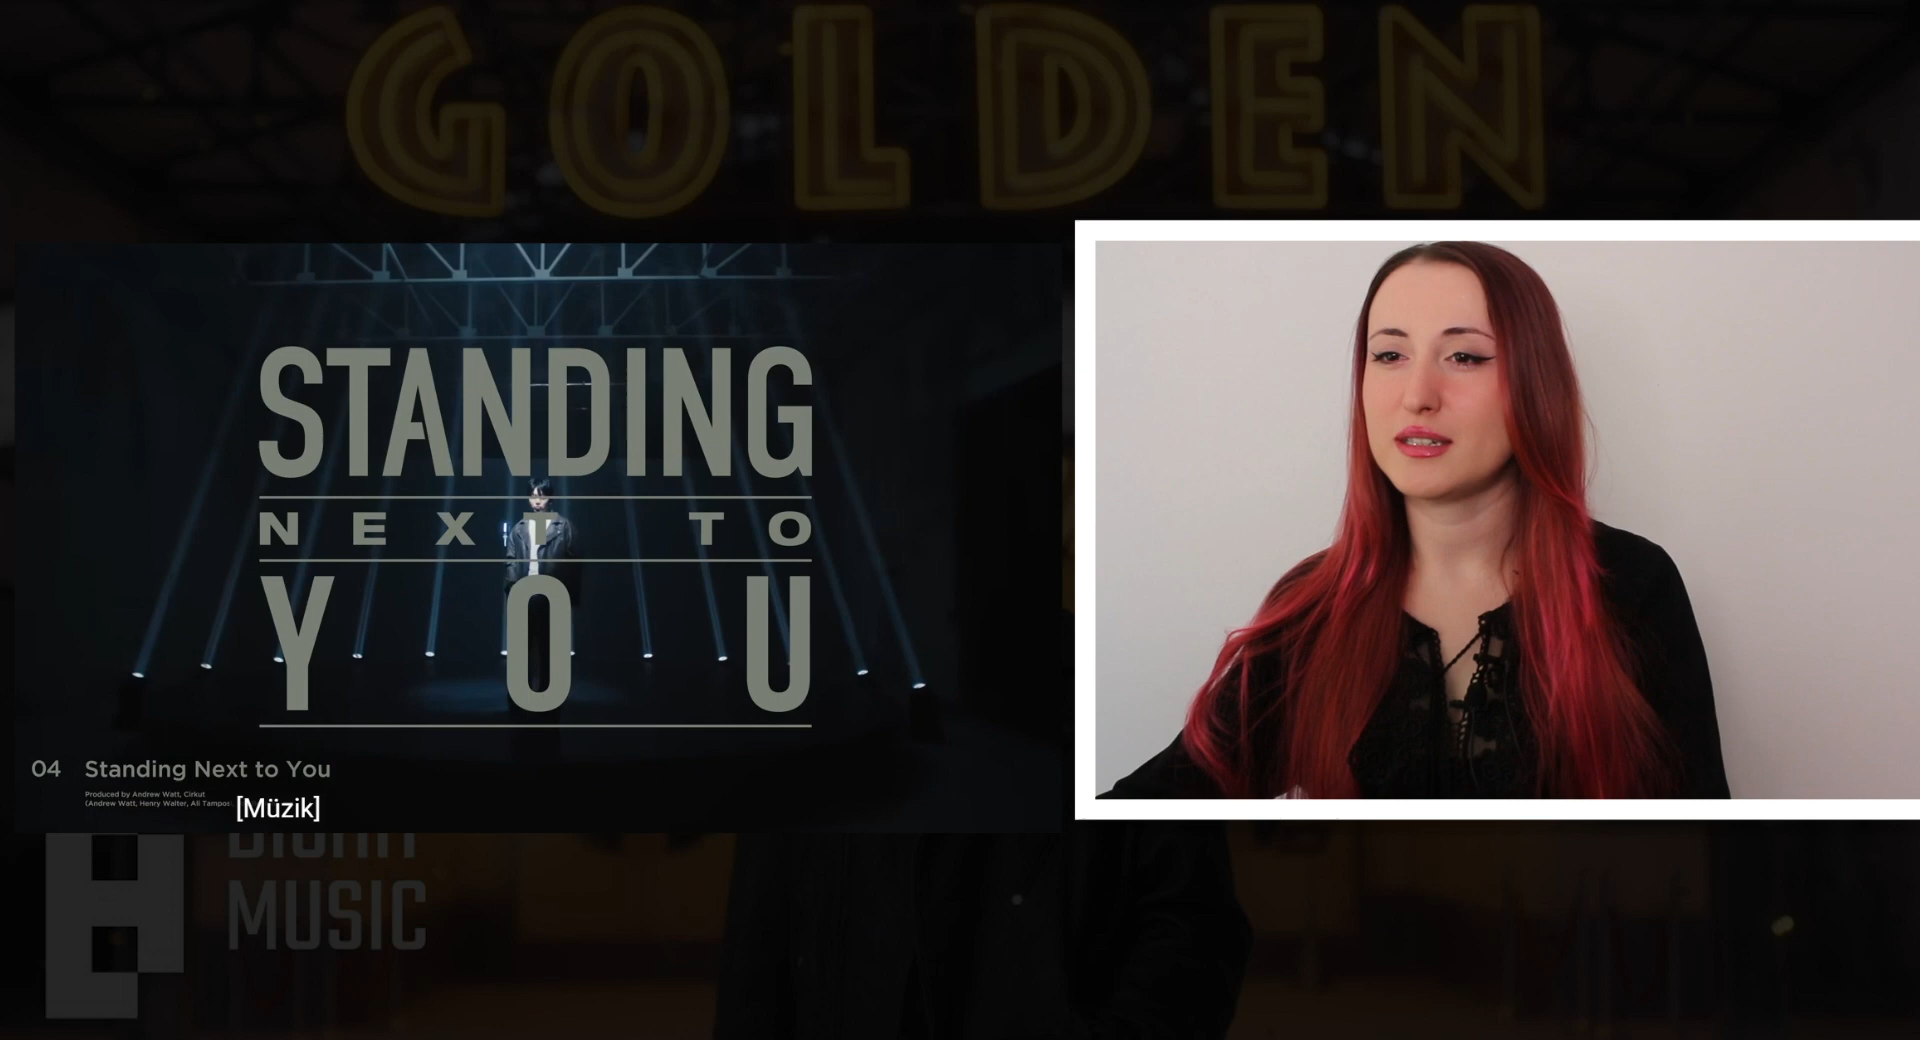 GOLDEN
STANDING
NEXT TO
YOU
04 Standing Next to You
Produced by Andrew Watt, Cirkut
(Andrew Watt, Henry Walter, Ali Tampos
[Müzik]
MUSIC